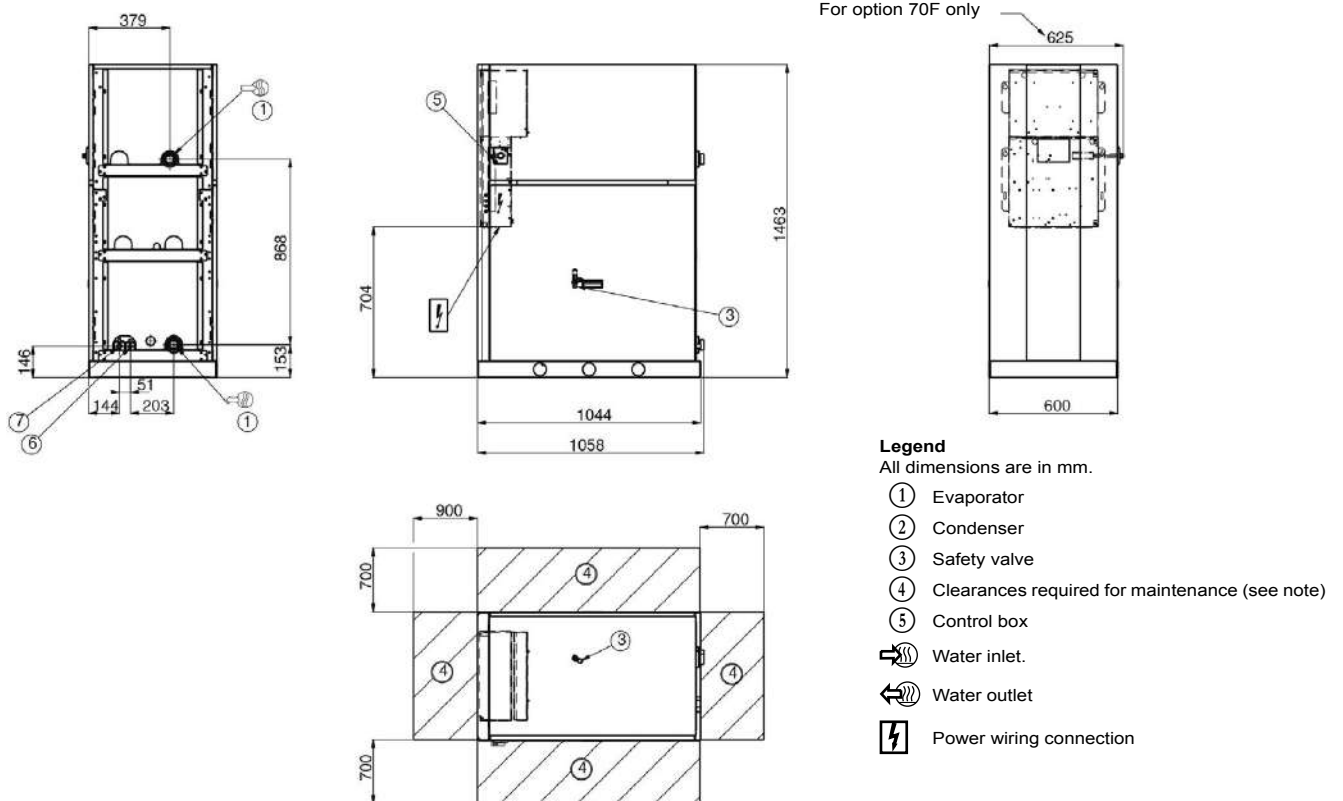 For option 70F only
379
625
1
5
868
1463
704
3
146
153
51
7
144
203
1
6
1044
1058
600
900
700
700
4
3
4
4
700
4
Legend
All dimensions are in mm.
1 Evaporator
2 Condenser
3 Safety valve
4 Clearances required for maintenance (see note)
5 Control box
Water inlet.
Water outlet
Power wiring connection